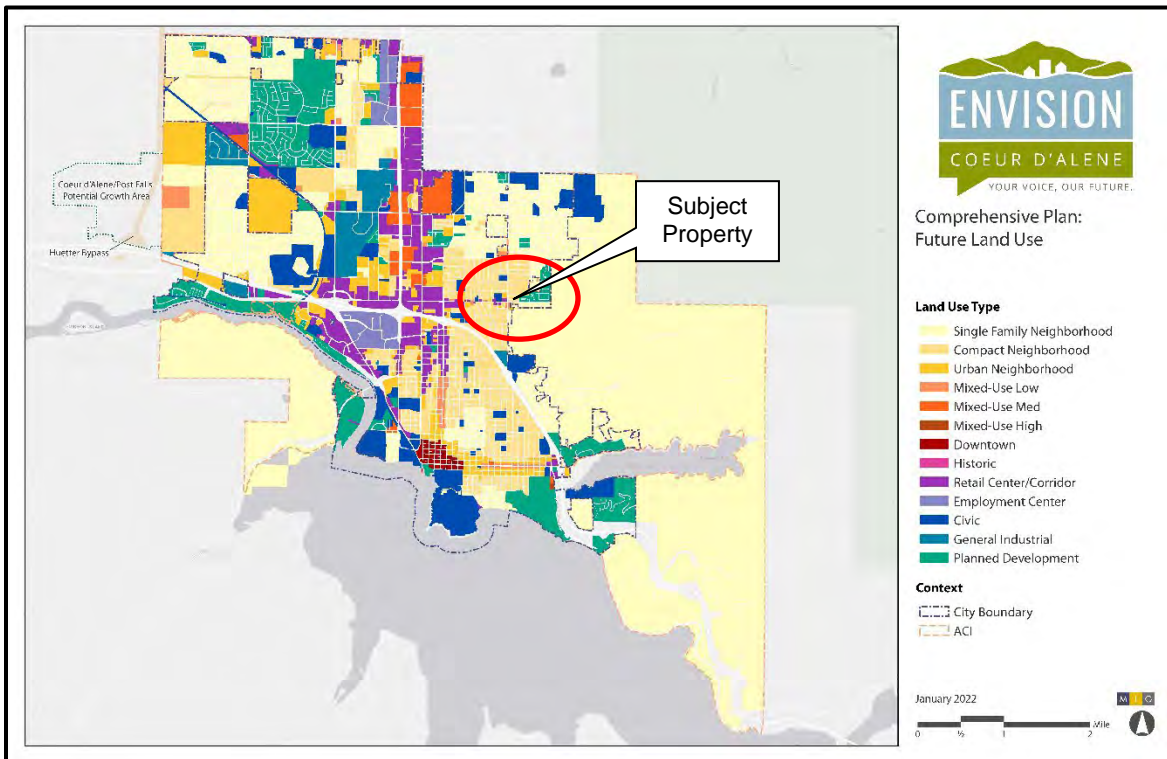 Coeur d'Alene/Post Falls
Potential Growth Area
Huetter Bypass
Subject
Property
ENVISION
COEUR D'ALENE
YOUR VOICE, OUR FUTURE.
Comprehensive Plan:
Future Land Use
Land Use Type
Single Family Neighborhood
Compact Neighborhood
Urban Neighborhood
Mixed-Use Low
Mixed-Use Med
Mixed-Use High
Downtown
Historic
Retail Center/Corridor
Employment Center
Civic
General Industrial
Planned Development
Context
City Boundary
ACI
January 2022
M I G
0 ½ 1 2 Mile